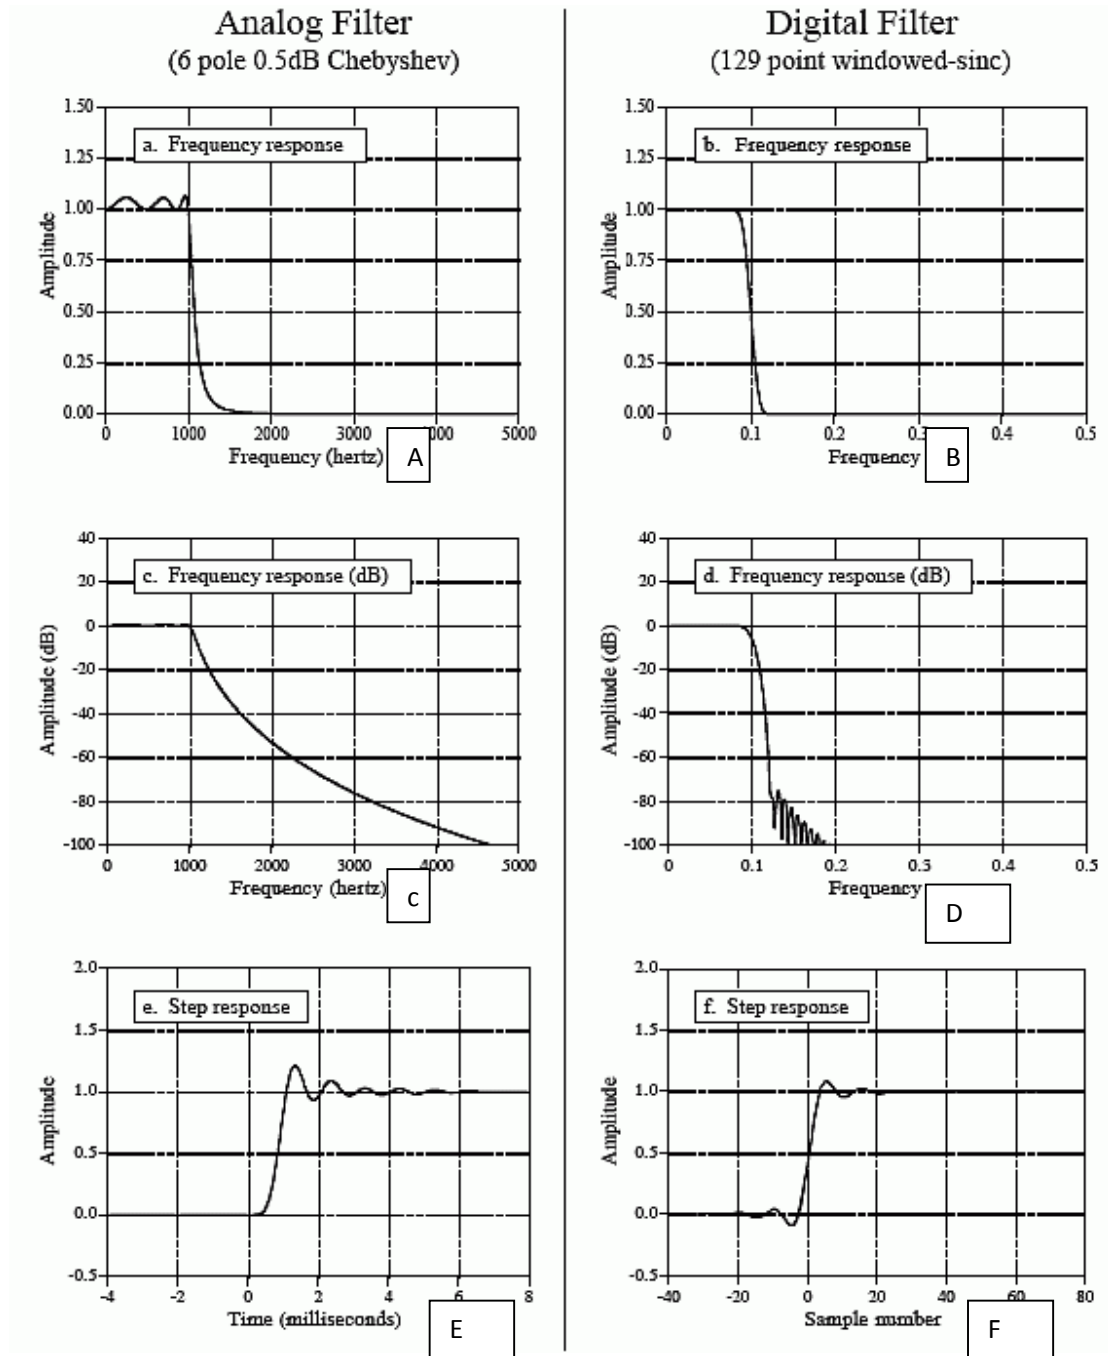 Analog Filter
(6 pole 0.5dB Chebyshev)
1.50
a. Frequency response
1.25
1.00
0.75
0.50
0.25
0.00
Amplitude
0 1000 2000 3000 4000 5000
Frequency (hertz)
A
40
c. Frequency response (dB)
20
0
-20
-40
-60
-80
-100
Amplitude (dB)
0 1000 2000 3000 4000 5000
Frequency (hertz)
c
2.0
e. Step response
1.5
1.0
0.5
0.0
-0.5
Amplitude
-4 -2 0 2 4 6 8
Time (milliseconds)
E
Digital Filter
(129 point windowed-sinc)
1.50
b. Frequency response
1.25
1.00
0.75
0.50
0.25
0.00
Amplitude
0 0.1 0.2 0.3 0.4 0.5
Frequency
B
40
d. Frequency response (dB)
20
0
-20
-40
-60
-80
-100
Amplitude (dB)
0 0.1 0.2 0.3 0.4 0.5
Frequency
D
2.0
f. Step response
1.5
1.0
0.5
0.0
-0.5
Amplitude
-40 -20 0 20 40 60 80
Sample number
F